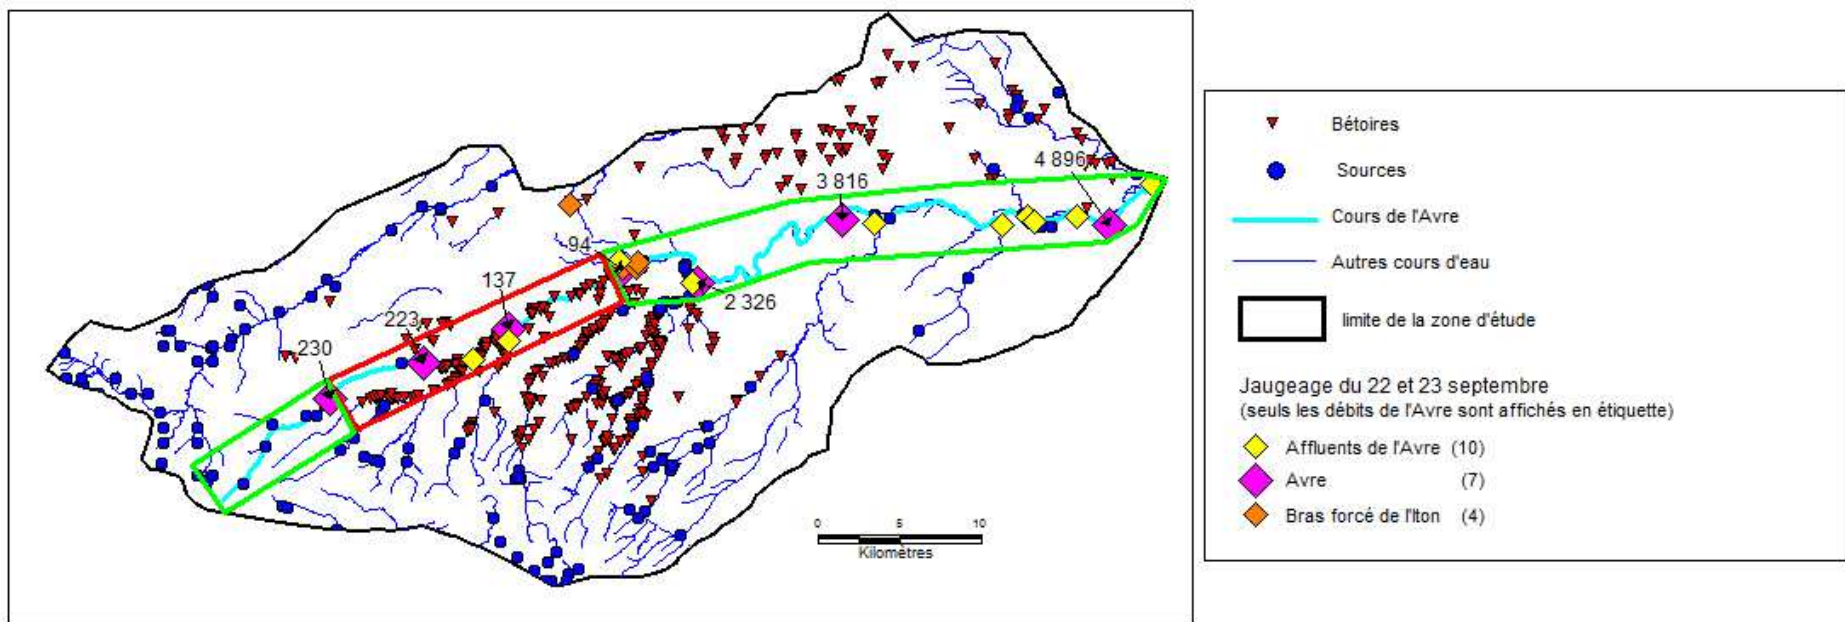 4 896
3 816
94
137
2 326
223
230
0 5 10
Kilomètres
Bétoires
Sources
Cours de l'Avre
Autres cours d'eau
limite de la zone d'étude
Jaugeage du 22 et 23 septembre
(seuls les débits de l'Avre sont affichés en étiquette)
Affluents de l'Avre (10)
Avre (7)
Bras forcé de l'Iton (4)